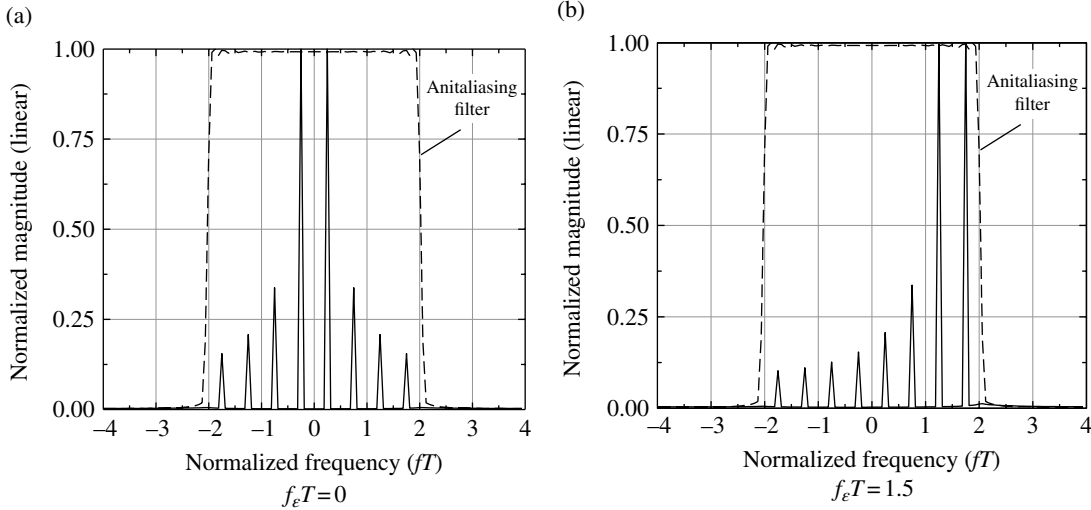 (a)
1.00
0.75
0.50
0.25
0.00
Normalized magnitude (linear)
Anitaliasing
filter
–4 –3 –2 –1 0 1 2 3 4
Normalized frequency (fT)
fεT = 0
(b)
1.00
0.75
0.50
0.25
0.00
Normalized magnitude (linear)
Anitaliasing
filter
–4 –3 –2 –1 0 1 2 3 4
Normalized frequency (fT)
fεT = 1.5